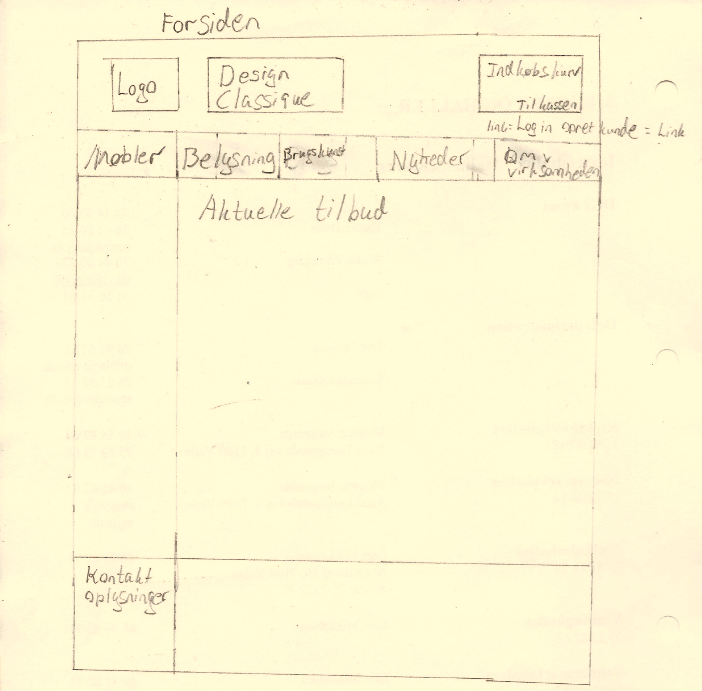 Forsiden
Logo
Design
Classique
Indkøbskurv
Til kassen
link = Log in opret kunde = Link
Møbler
Belysning
Brugskunst
Nyheder
Om v
virksomheden
Aktuelle tilbud
Kontakt
oplysninger